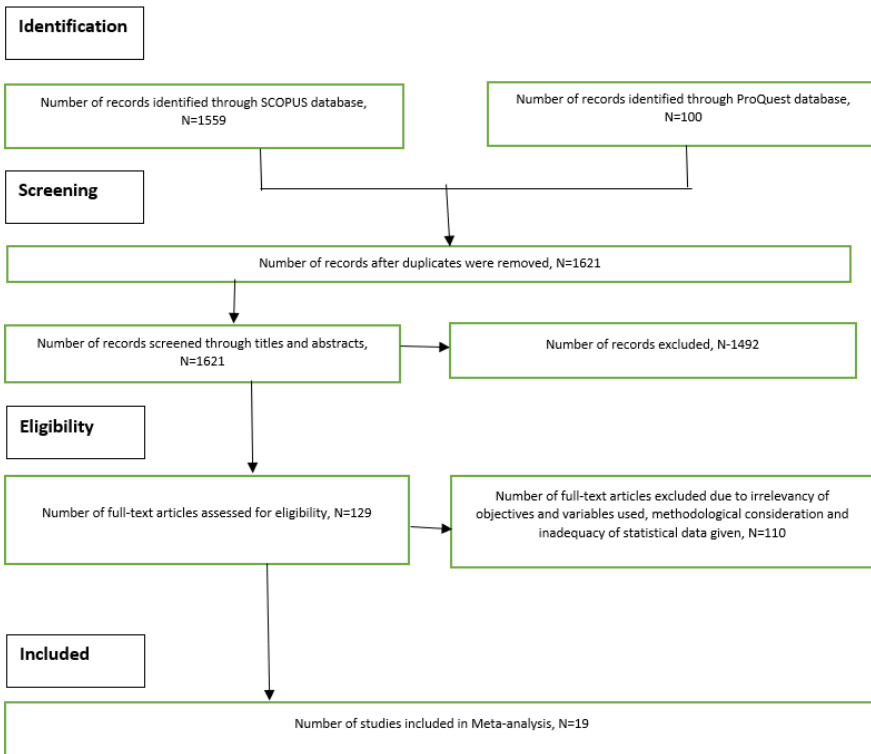 Identification
Number of records identified through SCOPUS database,
N=1559
Number of records identified through ProQuest database,
N=100
Screening
Number of records after duplicates were removed, N=1621
Number of records screened through titles and abstracts,
N=1621
Number of records excluded, N-1492
Eligibility
Number of full-text articles assessed for eligibility, N=129
Number of full-text articles excluded due to irrelevancy of
objectives and variables used, methodological consideration and
inadequacy of statistical data given, N=110
Included
Number of studies included in Meta-analysis, N=19